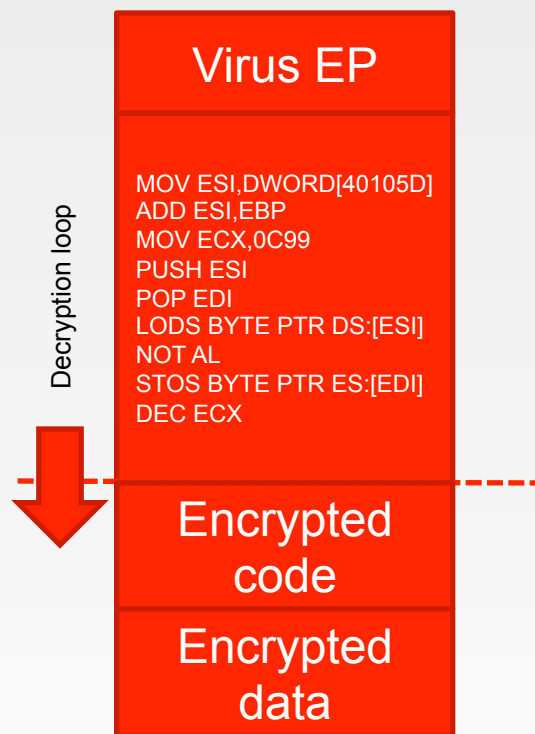 Virus EP
Decryption loop
MOV ESI,DWORD[40105D]
ADD ESI,EBP
MOV ECX,0C99
PUSH ESI
POP EDI
LODS BYTE PTR DS:[ESI]
NOT AL
STOS BYTE PTR ES:[EDI]
DEC ECX
Encrypted
code
Encrypted
data